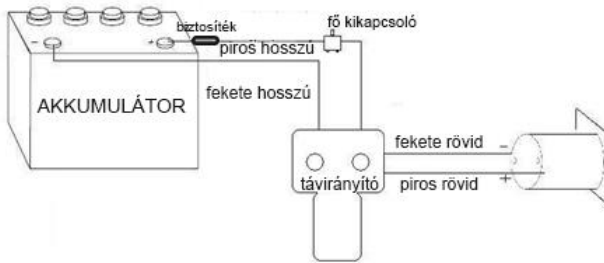 biztosíték
fő kikapcsoló
- +
piros hosszú
AKKUMULÁTOR
fekete hosszú
fekete rövid -
távirányító
piros rövid +